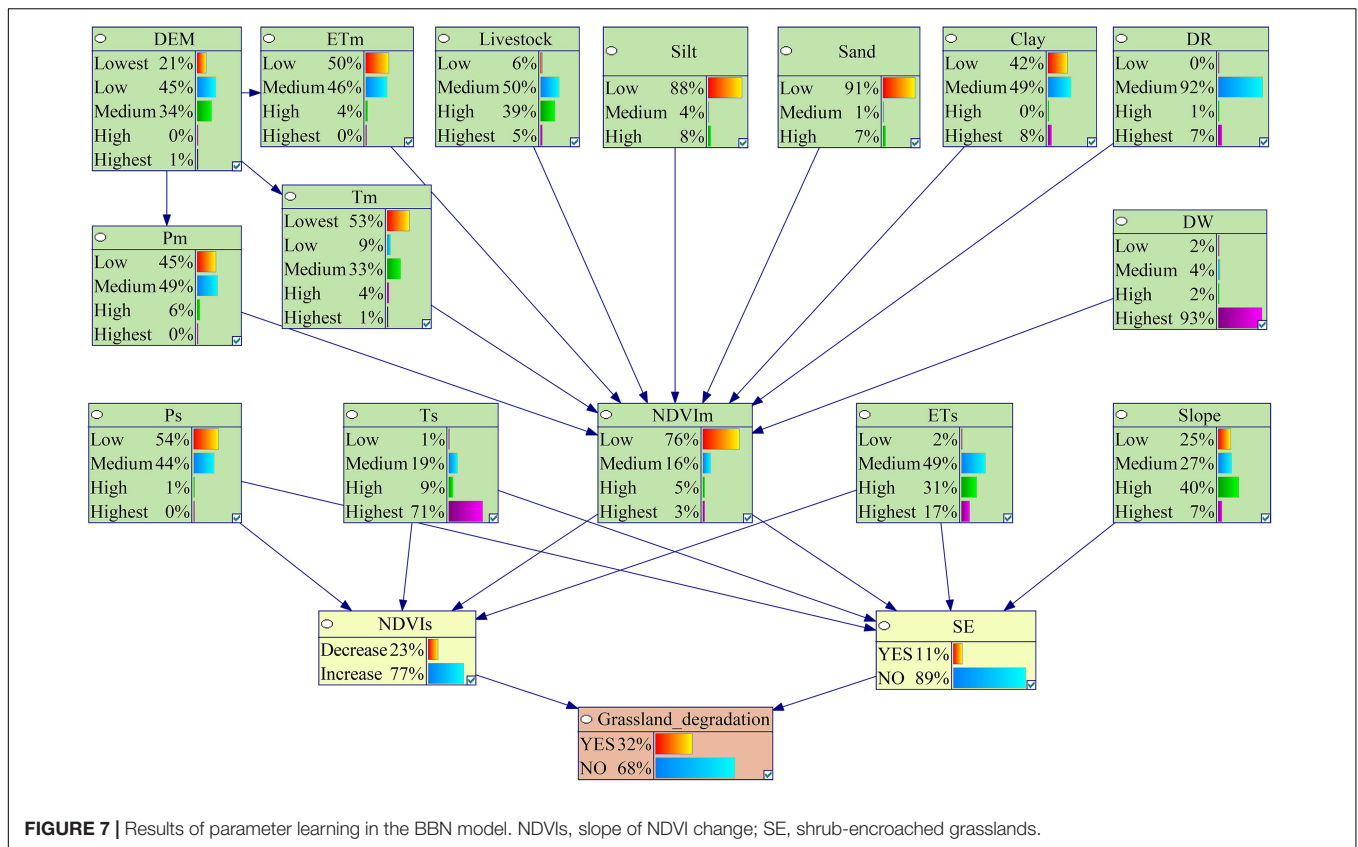 DEM
Lowest 21%
Low 45%
Medium 34%
High 0%
Highest 1%
ETm
Low 50%
Medium 46%
High 4%
Highest 0%
Livestock
Low 6%
Medium 50%
High 39%
Highest 5%
Silt
Low 88%
Medium 4%
High 8%
Sand
Low 91%
Medium 1%
High 7%
Clay
Low 42%
Medium 49%
High 0%
Highest 8%
DR
Low 0%
Medium 92%
High 1%
Highest 7%
Tm
Lowest 53%
Low 9%
Medium 33%
High 4%
Highest 1%
Pm
Low 45%
Medium 49%
High 6%
Highest 0%
DW
Low 2%
Medium 4%
High 2%
Highest 93%
Ps
Low 54%
Medium 44%
High 1%
Highest 0%
Ts
Low 1%
Medium 19%
High 9%
Highest 71%
NDVIm
Low 76%
Medium 16%
High 5%
Highest 3%
ETs
Low 2%
Medium 49%
High 31%
Highest 17%
Slope
Low 25%
Medium 27%
High 40%
Highest 7%
NDVIs
Decrease 23%
Increase 77%
SE
YES 11%
NO 89%
Grassland_degradation
YES 32%
NO 68%
FIGURE 7 | Results of parameter learning in the BBN model. NDVIs, slope of NDVI change; SE, shrub-encroached grasslands.